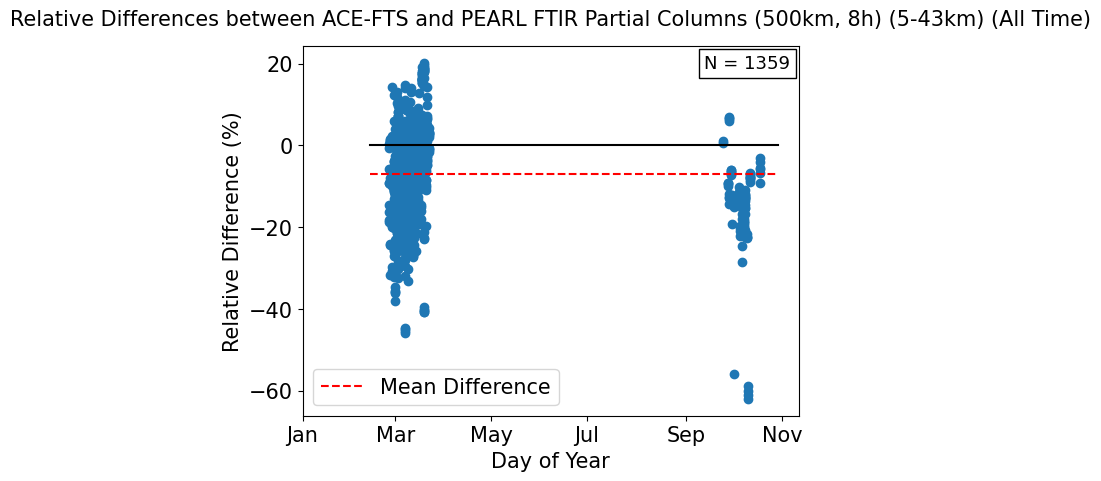 Relative Differences between ACE-FTS and PEARL FTIR Partial Columns (500km, 8h) (5-43km) (All Time)
N = 1359
20
0
−20
−40
−60
Relative Difference (%)
Mean Difference
Jan Mar May Jul Sep Nov
Day of Year